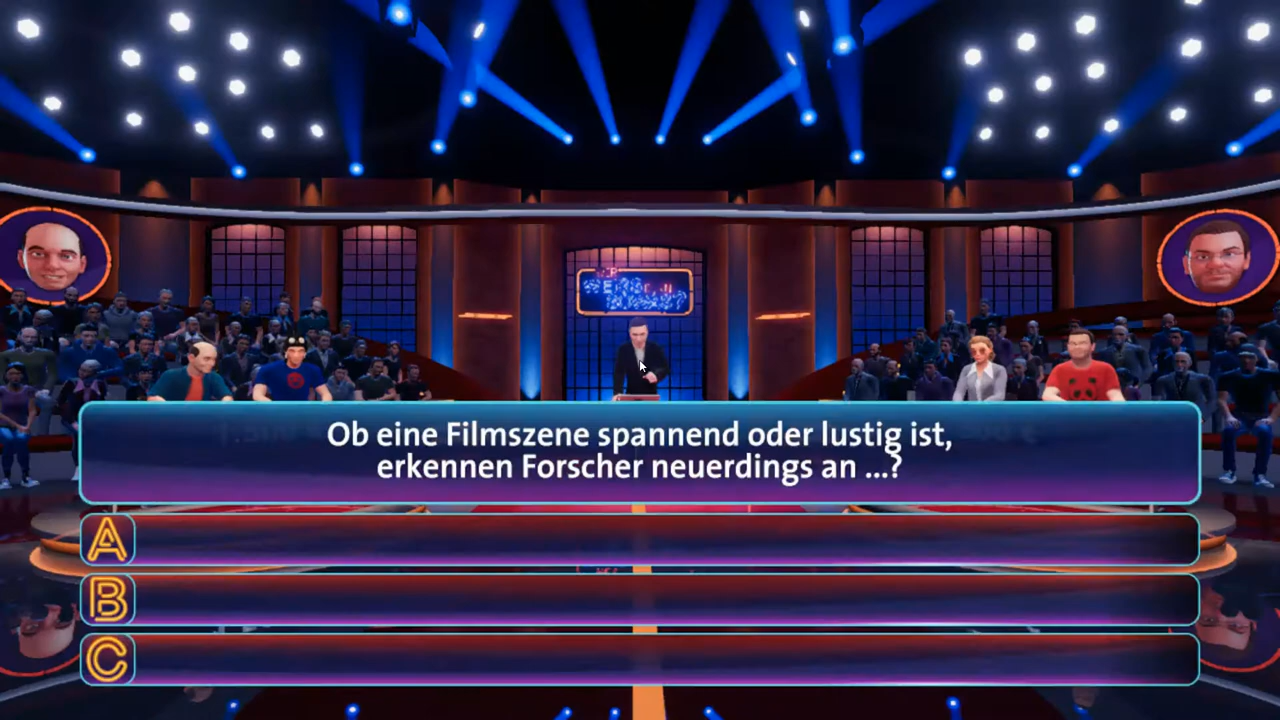 Ob eine Filmszene spannend oder lustig ist,
erkennen Forscher neuerdings an ...?
A
B
C